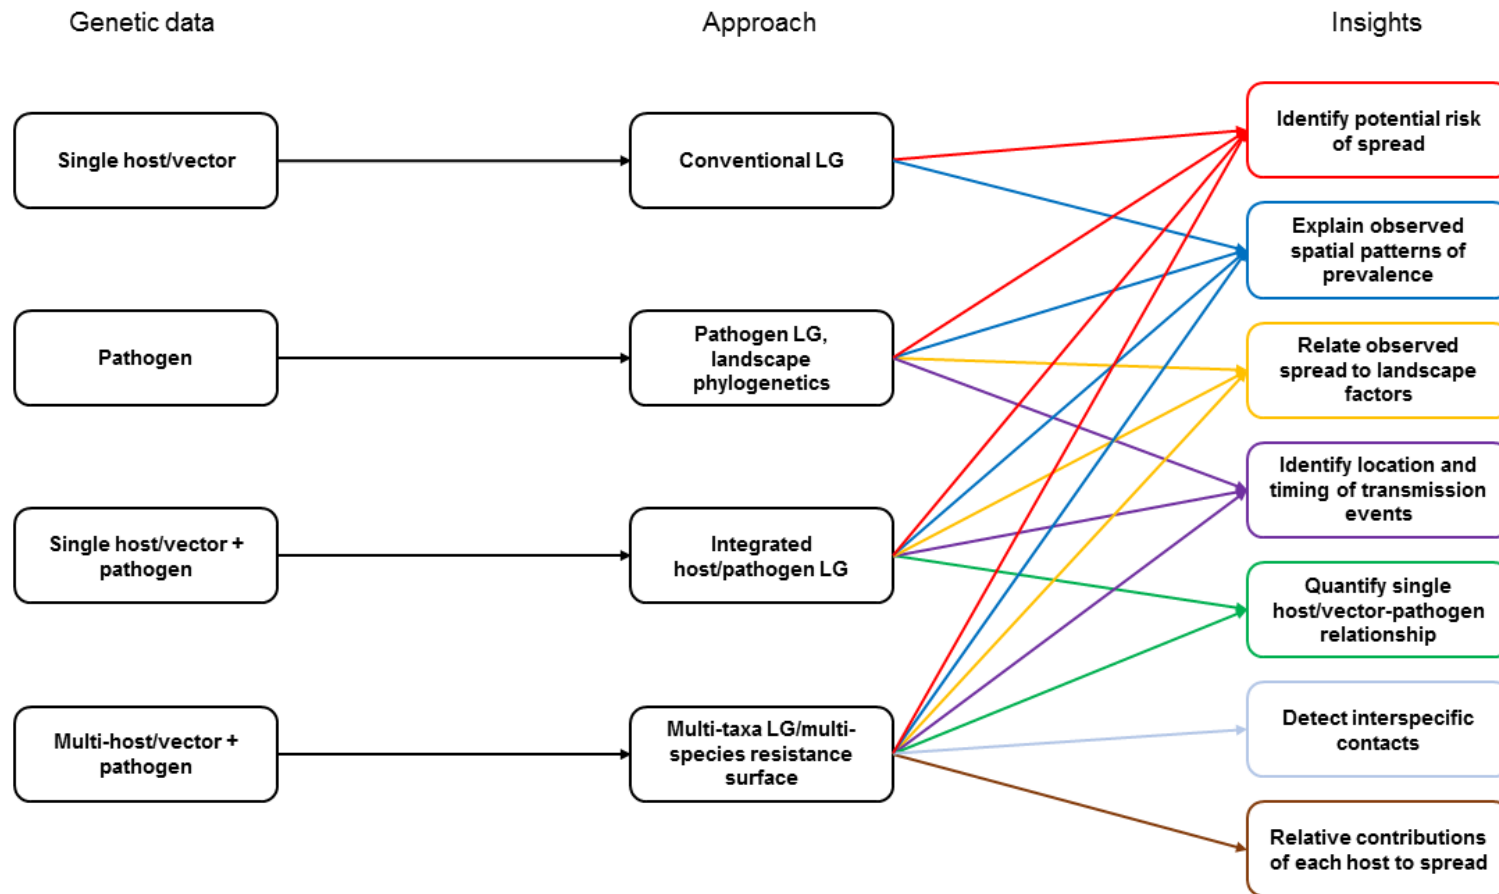 Genetic data
Approach
Insights
Single host/vector
Conventional LG
Identify potential risk
of spread
Explain observed
spatial patterns of
prevalence
Pathogen
Pathogen LG,
landscape
phylogenetics
Relate observed
spread to landscape
factors
Identify location and
timing of transmission
events
Single host/vector +
pathogen
Integrated
host/pathogen LG
Quantify single
host/vector-pathogen
relationship
Multi-host/vector +
pathogen
Multi-taxa LG/multi-
species resistance
surface
Detect interspecific
contacts
Relative contributions
of each host to spread